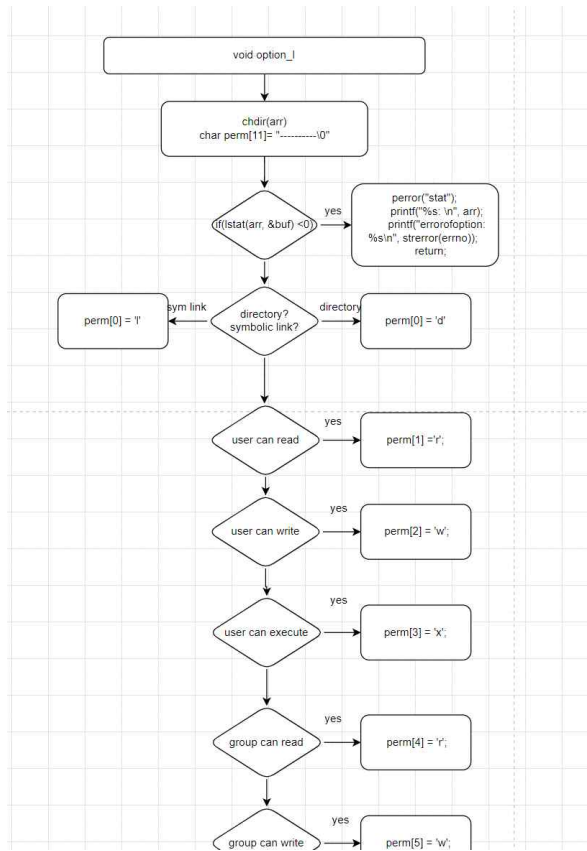 void option_l
chdir(arr)
char perm[11]= "----------\0"
if(lstat(arr, &buf) <0)
yes
perror("stat");
printf("%s: \n", arr);
printf("errorofoption:
%s\n", strerror(errno));
return;
perm[0] = 'l'
sym link
directory?
symbolic link?
directory
perm[0] = 'd'
user can read
yes
perm[1] ='r';
user can write
yes
perm[2] = 'w';
user can execute
yes
perm[3] = 'x';
group can read
yes
perm[4] = 'r';
group can write
yes
perm[5] = 'w';